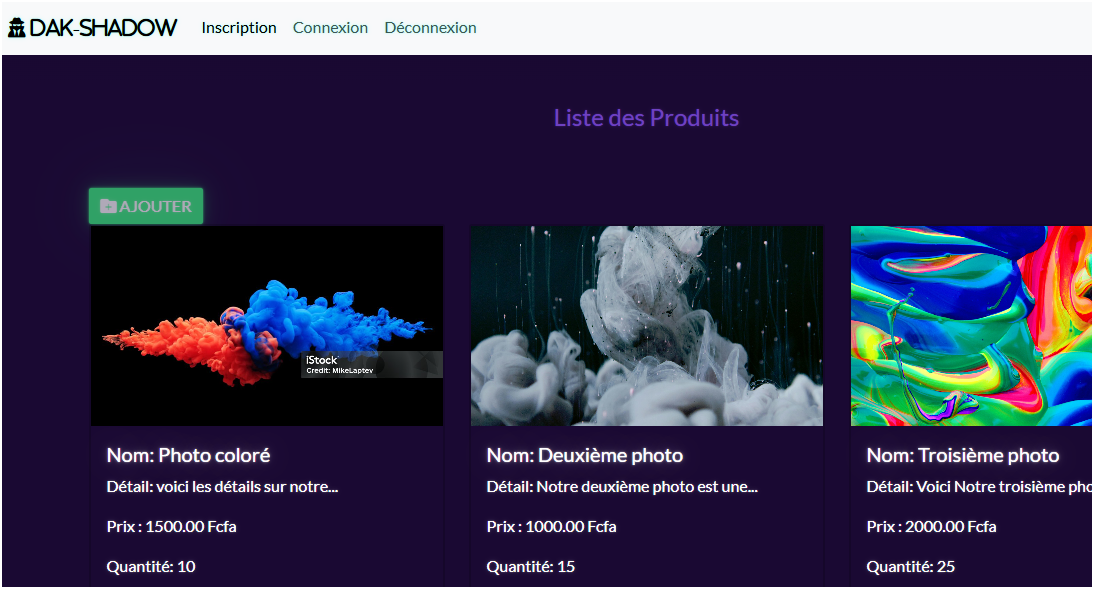 DAK-SHADOW Inscription Connexion Déconnexion
Liste des Produits
AJOUTER
iStock
Credit: MikeLaptev
Nom: Photo coloré
Détail: voici les détails sur notre...
Prix : 1500.00 Fcfa
Quantité: 10
Nom: Deuxième photo
Détail: Notre deuxième photo est une...
Prix : 1000.00 Fcfa
Quantité: 15
Nom: Troisième photo
Détail: Voici Notre troisième pho
Prix : 2000.00 Fcfa
Quantité: 25